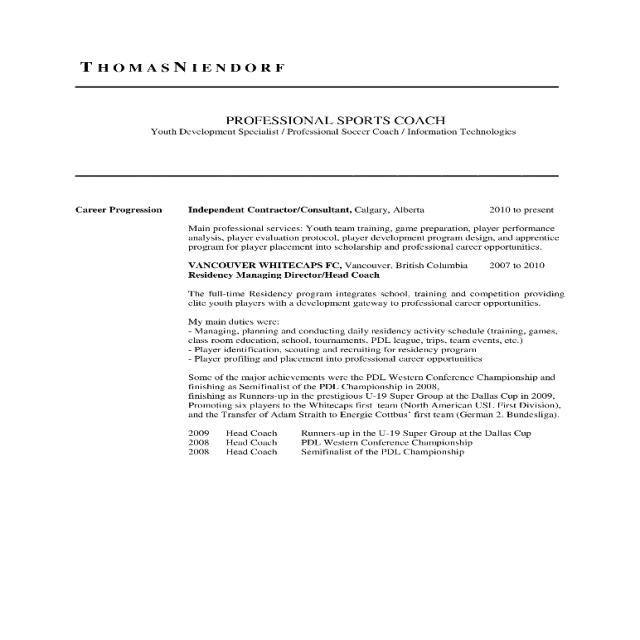 THOMASNIENDORF
PROFESSIONAL SPORTS COACH
Youth Development Specialist / Professional Soccer Coach / Information Technologies
Career Progression Independent Contractor/Consultant, Calgary, Alberta 2010 to present
Main professional services: Youth team training, game preparation, player performance
analysis, player evaluation protocol, player development program design, and apprentice
program for player placement into scholarship and professional career opportunities.
VANCOUVER WHITECAPS FC, Vancouver, British Columbia 2007 to 2010
Residency Managing Director/Head Coach
The full-time Residency program integrates school, training and competition providing
elite youth players with a development gateway to professional career opportunities.
My main duties were:
- Managing, planning and conducting daily residency activity schedule (training, games,
class room education, school, tournaments, PDL league, trips, team events, etc.)
- Player identification, scouting and recruiting for residency program
- Player profiling and placement into professional career opportunities
Some of the major achievements were the PDL Western Conference Championship and
finishing as Semifinalist of the PDL Championship in 2008,
finishing as Runners-up in the prestigious U-19 Super Group at the Dallas Cup in 2009,
Promoting six players to the Whitecaps first team (North American USL First Division),
and the Transfer of Adam Straith to Energie Cottbus' first team (German 2. Bundesliga).
2009 Head Coach Runners-up in the U-19 Super Group at the Dallas Cup
2008 Head Coach PDL Western Conference Championship
2008 Head Coach Semifinalist of the PDL Championship